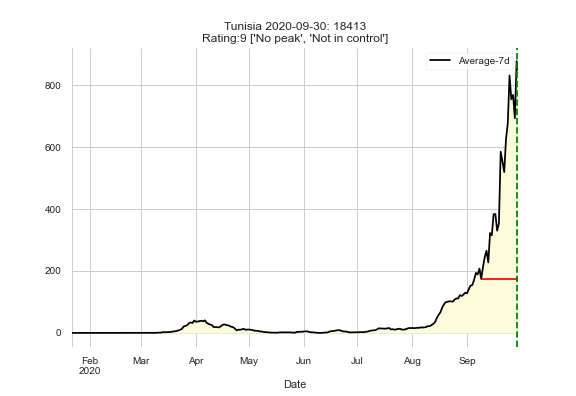 Tunisia 2020-09-30: 18413
Rating:9 ['No peak', 'Not in control']
Average-7d
800
600
400
200
0
Feb
2020
Mar
Apr
May
Jun
Jul
Aug
Sep
Date